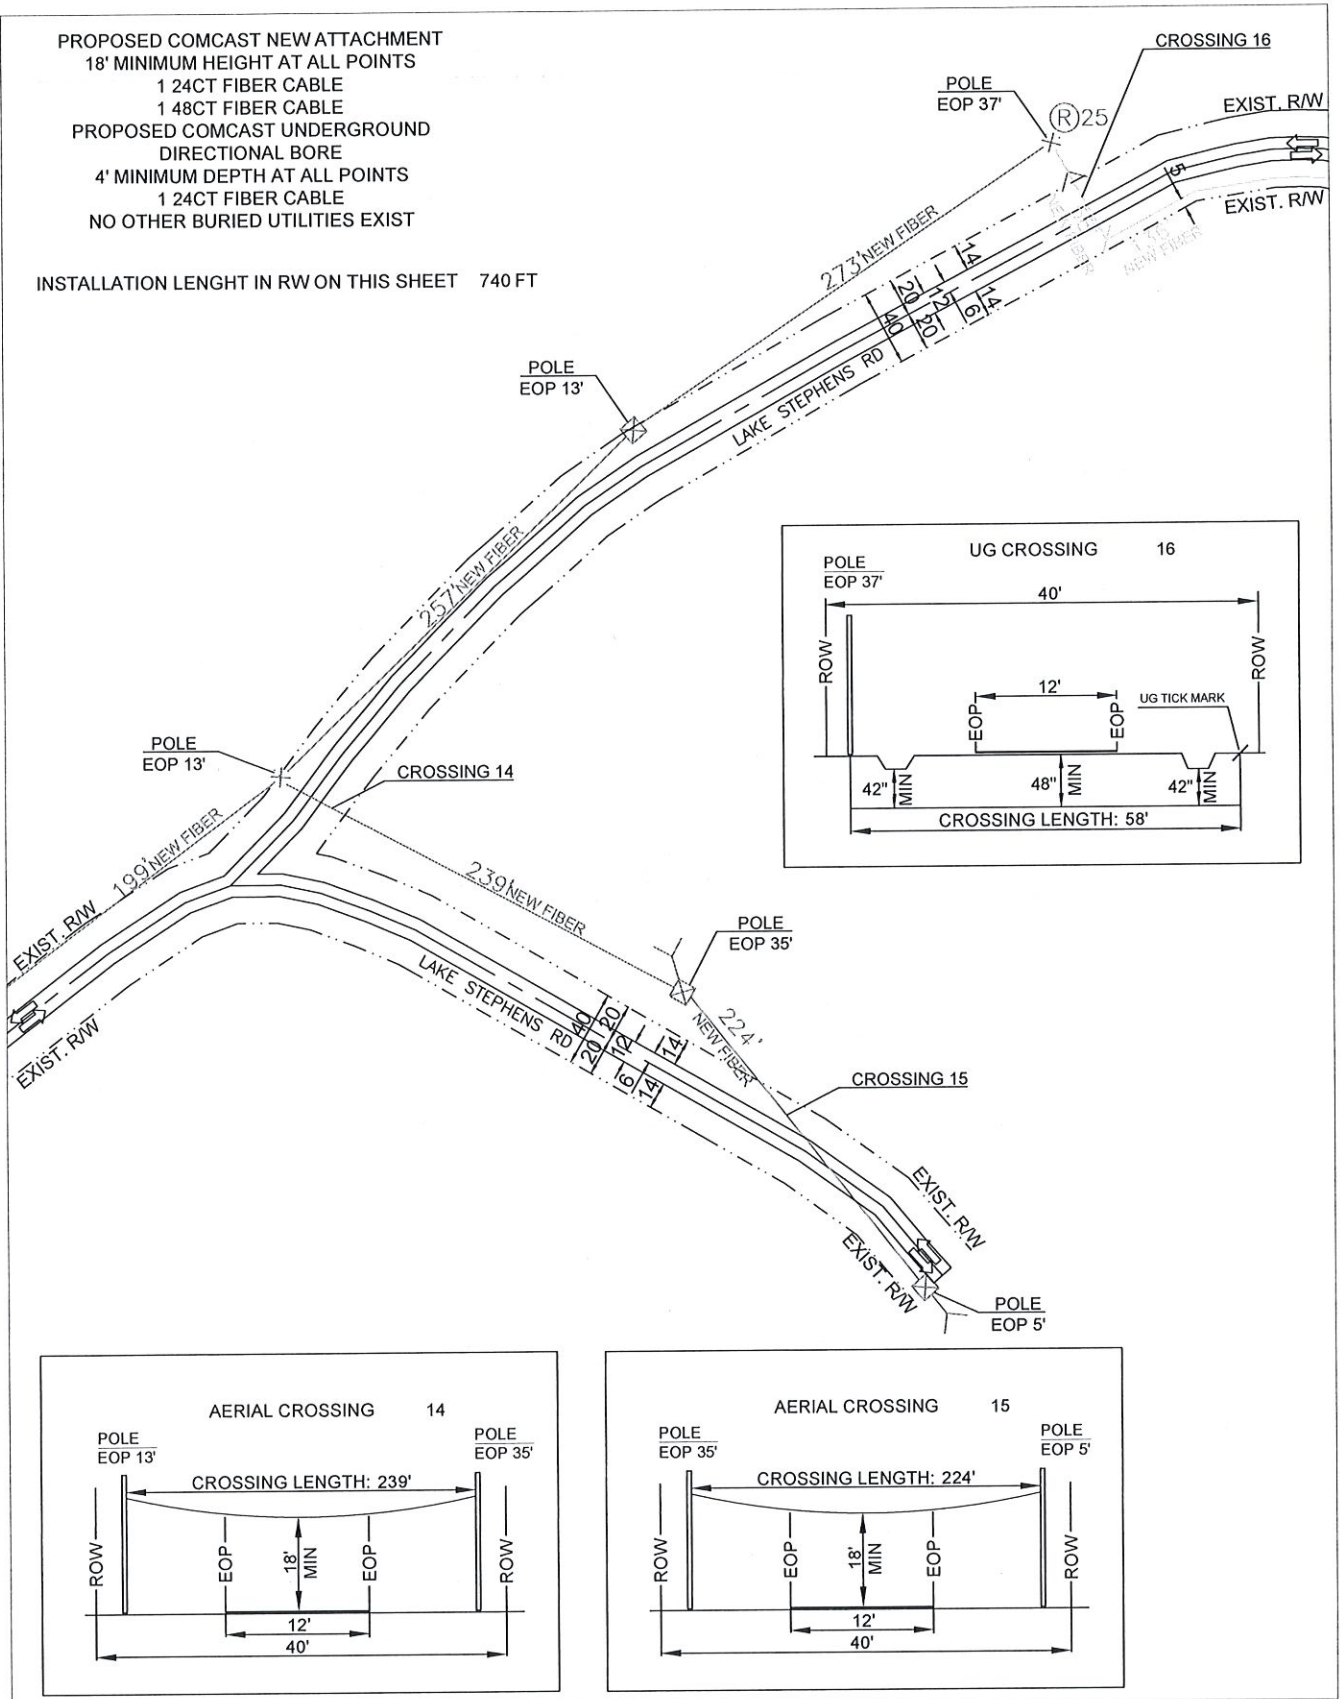 PROPOSED COMCAST NEW ATTACHMENT
18' MINIMUM HEIGHT AT ALL POINTS
1 24CT FIBER CABLE
1 48CT FIBER CABLE
PROPOSED COMCAST UNDERGROUND
DIRECTIONAL BORE
4' MINIMUM DEPTH AT ALL POINTS
1 24CT FIBER CABLE
NO OTHER BURIED UTILITIES EXIST
INSTALLATION LENGHT IN RW ON THIS SHEET 740 FT
CROSSING 16
POLE
EOP 37'
R 25
EXIST. R/W
EXIST. R/W
5
NEW FIBER
273' NEW FIBER
14
20
12
40
20
6
14
LAKE STEPHENS RD
POLE
EOP 13'
257' NEW FIBER
UG CROSSING 16
POLE
EOP 37'
40'
ROW
ROW
12'
EOP
EOP
UG TICK MARK
42"
MIN
48"
MIN
42"
MIN
CROSSING LENGTH: 58'
POLE
EOP 13'
CROSSING 14
199' NEW FIBER
239' NEW FIBER
EXIST. R/W
EXIST. R/W
POLE
EOP 35'
LAKE STEPHENS RD
40
20
20
12
14
6
14
224'
NEW FIBER
CROSSING 15
EXIST. R/W
EXIST. R/W
POLE
EOP 5'
AERIAL CROSSING 14
POLE
EOP 13'
POLE
EOP 35'
CROSSING LENGTH: 239'
ROW
EOP
18'
MIN
EOP
ROW
12'
40'
AERIAL CROSSING 15
POLE
EOP 35'
POLE
EOP 5'
CROSSING LENGTH: 224'
ROW
EOP
18'
MIN
EOP
ROW
12'
40'